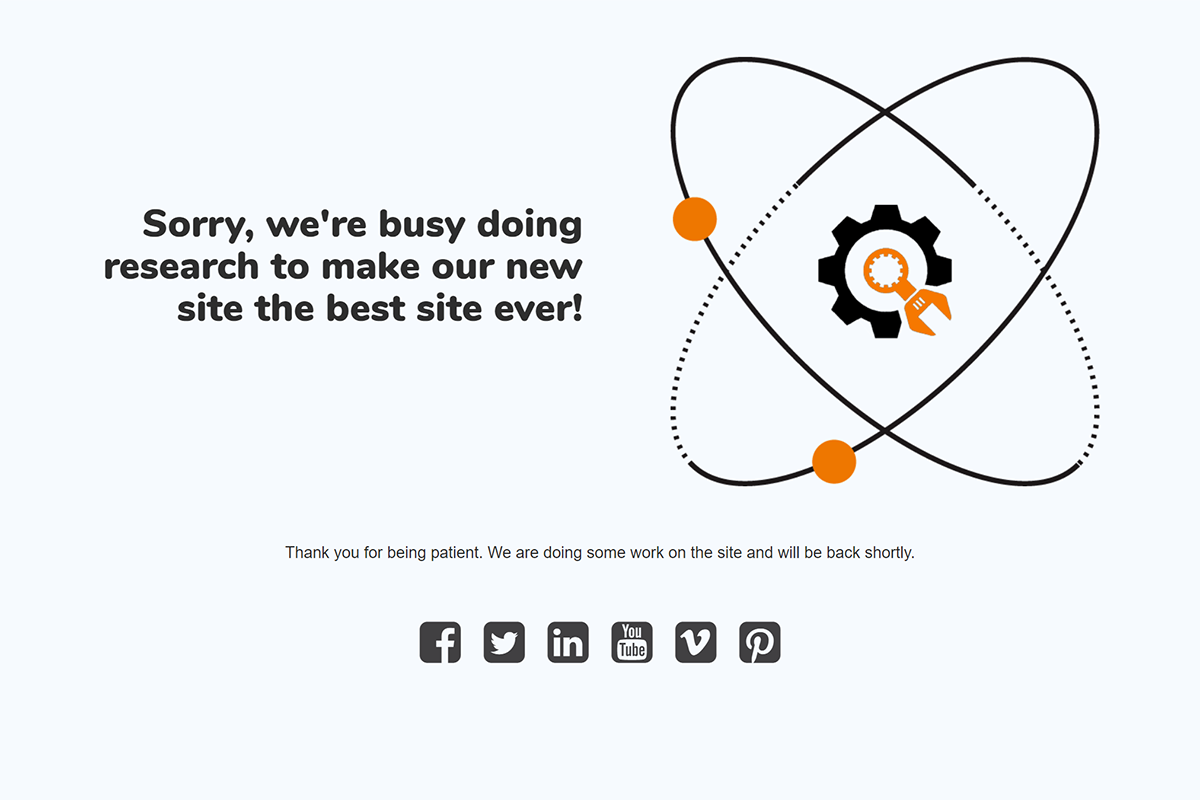 Sorry, we're busy doing
research to make our new
site the best site ever!
Thank you for being patient. We are doing some work on the site and will be back shortly.
in
You
Tube